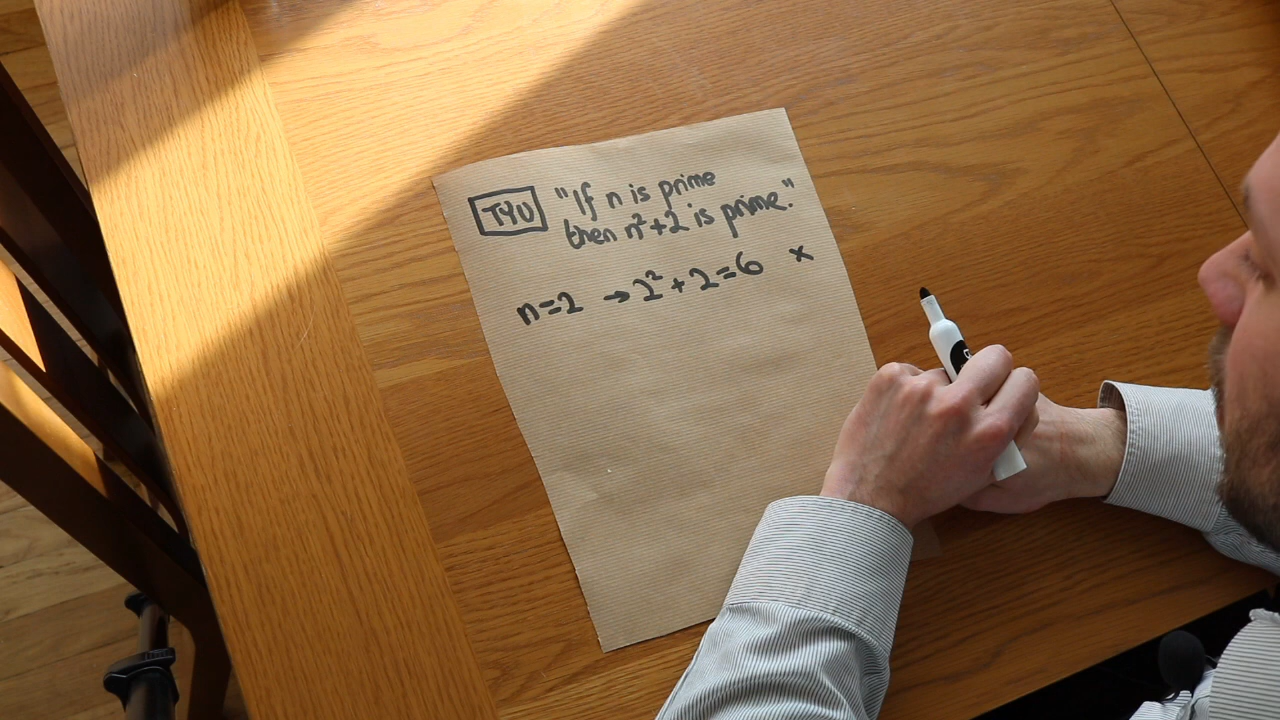 TYU
"If n is prime
then n²+2 is prime."
n=2 → 2²+2=6 x